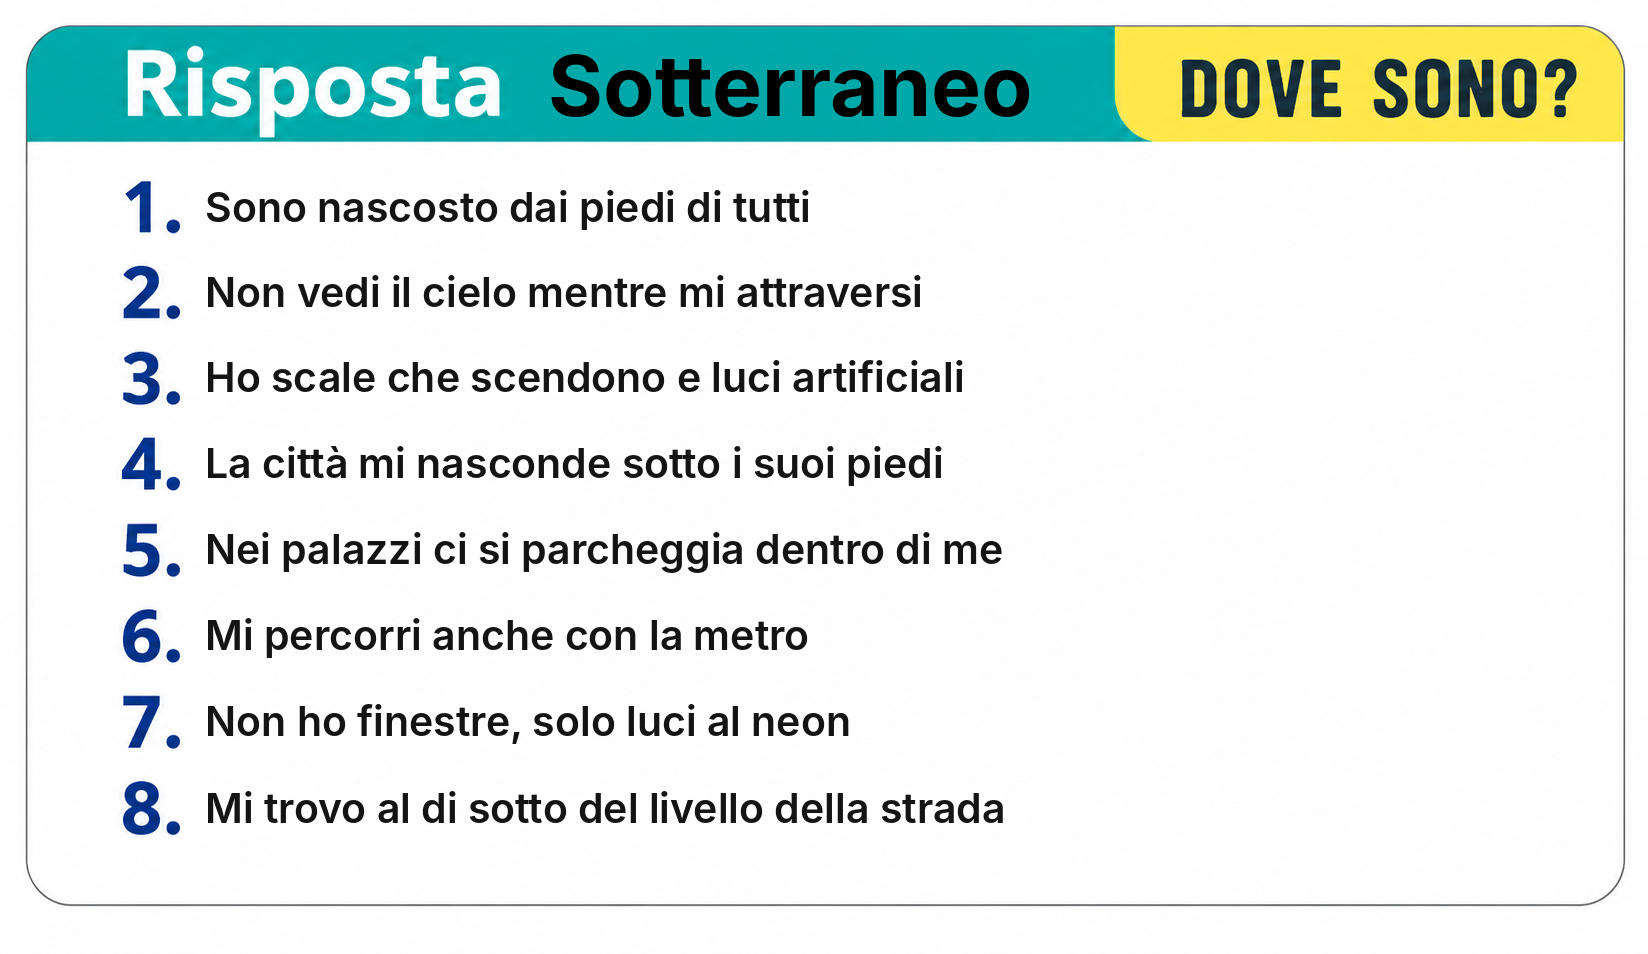 Risposta Sotterraneo DOVE SONO?
1. Sono nascosto dai piedi di tutti
2. Non vedi il cielo mentre mi attraversi
3. Ho scale che scendono e luci artificiali
4. La città mi nasconde sotto i suoi piedi
5. Nei palazzi ci si parcheggia dentro di me
6. Mi percorri anche con la metro
7. Non ho finestre, solo luci al neon
8. Mi trovo al di sotto del livello della strada